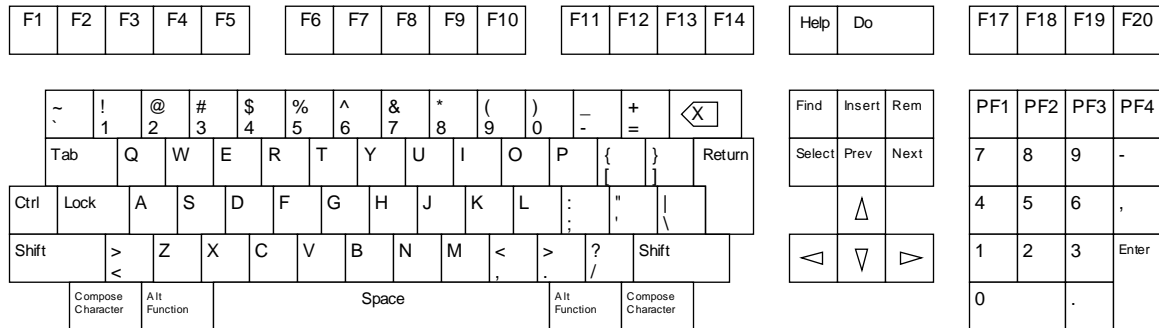 F1 F2 F3 F4 F5 F6 F7 F8 F9 F10 F11 F12 F13 F14 Help Do F17 F18 F19 F20
~ ! @ # $ % ^ & * ( ) _ + Find Insert Rem PF1 PF2 PF3 PF4
` 1 2 3 4 5 6 7 8 9 0 - = X
Tab Q W E R T Y U I O P { } Return Select Prev Next 7 8 9 -
[ ]
Ctrl Lock A S D F G H J K L : " | 4 5 6 ,
; ' \
Shift > Z X C V B N M < > ? Shift 1 2 3 Enter
< , . /
Compose Alt Space Alt Compose 0 .
Character Function Function Character